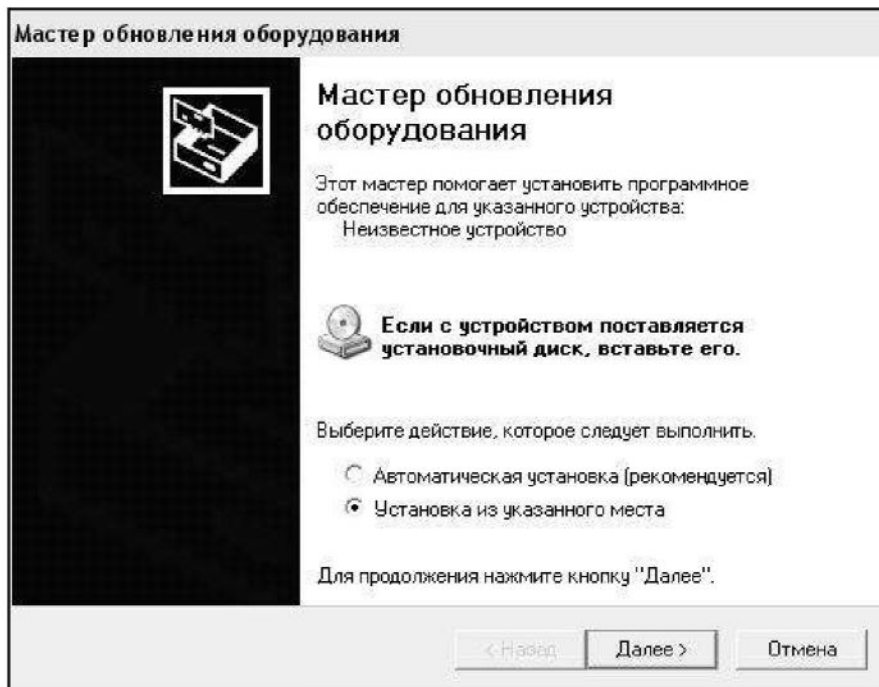 Мастер обновления оборудования
Мастер обновления
оборудования
Этот мастер помогает установить программное
обеспечение для указанного устройства:
Неизвестное устройство
Если с устройством поставляется
установочный диск, вставьте его.
Выберите действие, которое следует выполнить.
Автоматическая установка (рекомендуется)
Установка из указанного места
Для продолжения нажмите кнопку "Далее".
< Назад
Далее >
Отмена